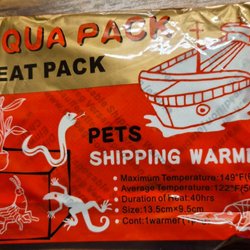 QUA PACK
EAT PACK
PETS
SHIPPING WARME
• Maximum Temperature: 149°F(
• Average Temperature: 122°F(5
• Duration of Heat: 40hrs
• Size: 13.5cm×9.5cm
• Cont: 1warmer